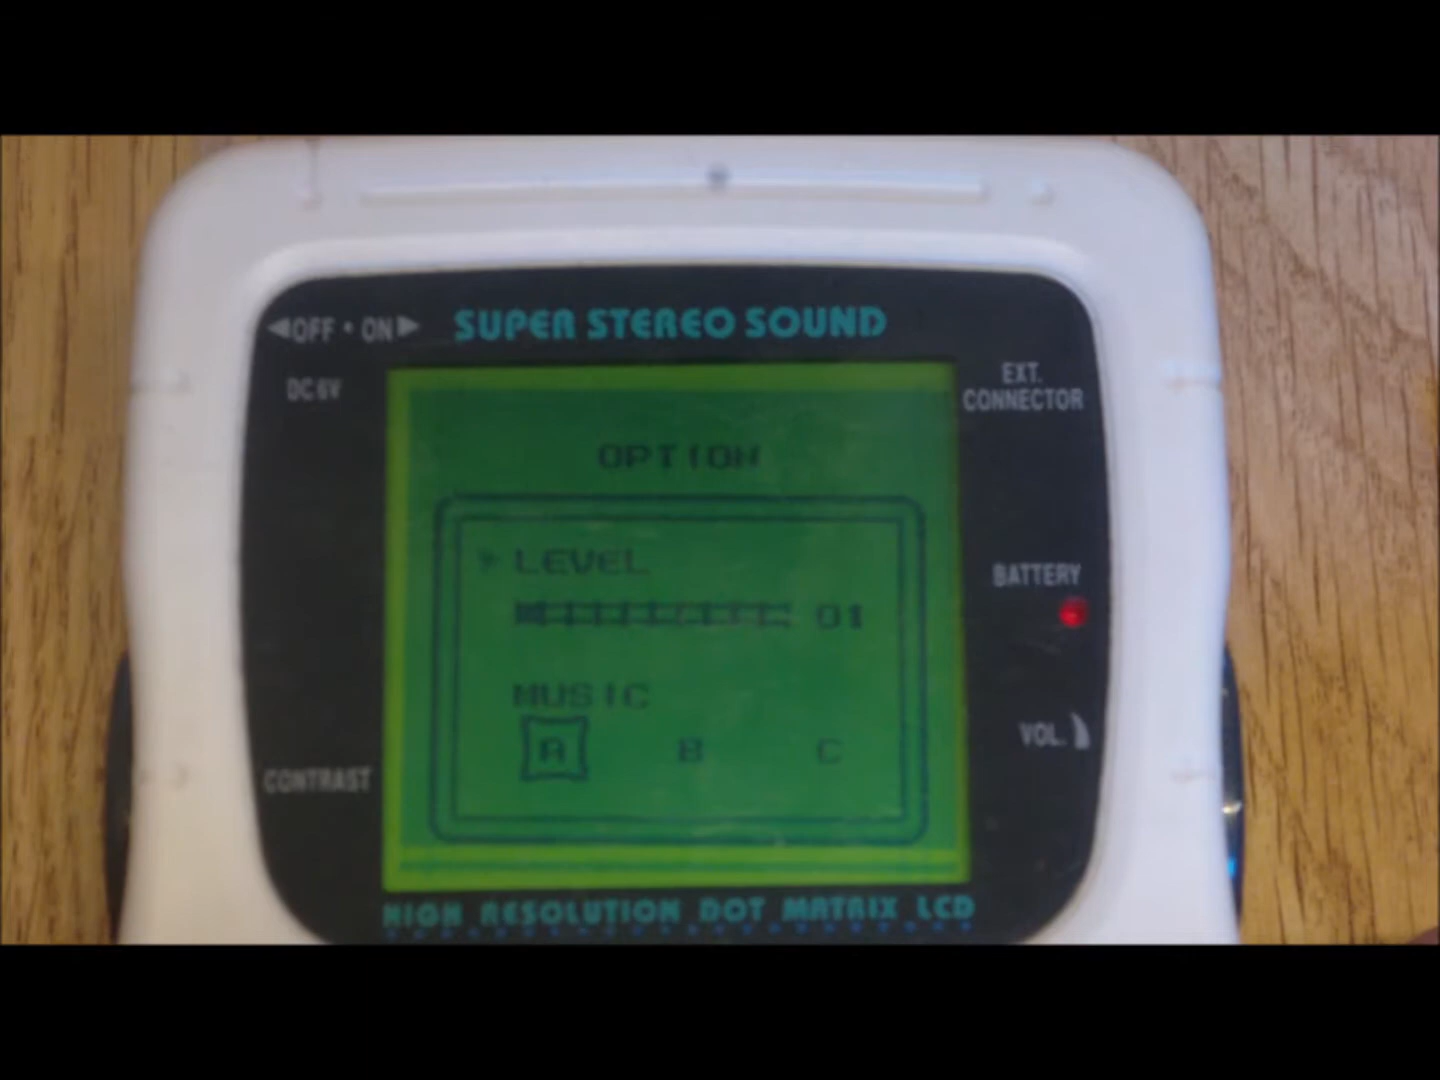 ◀OFF • ON▶
SUPER STEREO SOUND
DC.6V
EXT.
CONNECTOR
OPTION
LEVEL
01
BATTERY
MUSIC
A B C
VOL.
CONTRAST
HIGH RESOLUTION DOT MATRIX LCD